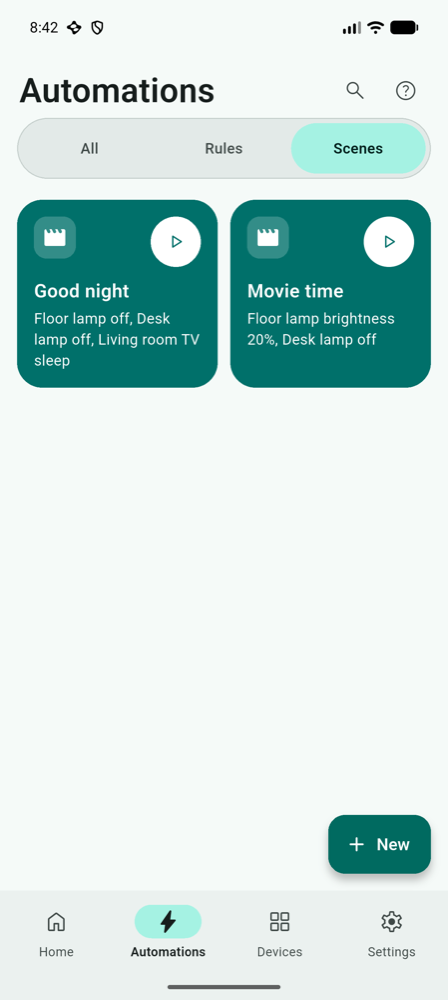 8:42
Automations
All
Rules
Scenes
Good night
Floor lamp off, Desk
lamp off, Living room TV
sleep
Movie time
Floor lamp brightness
20%, Desk lamp off
New
Home
Automations
Devices
Settings